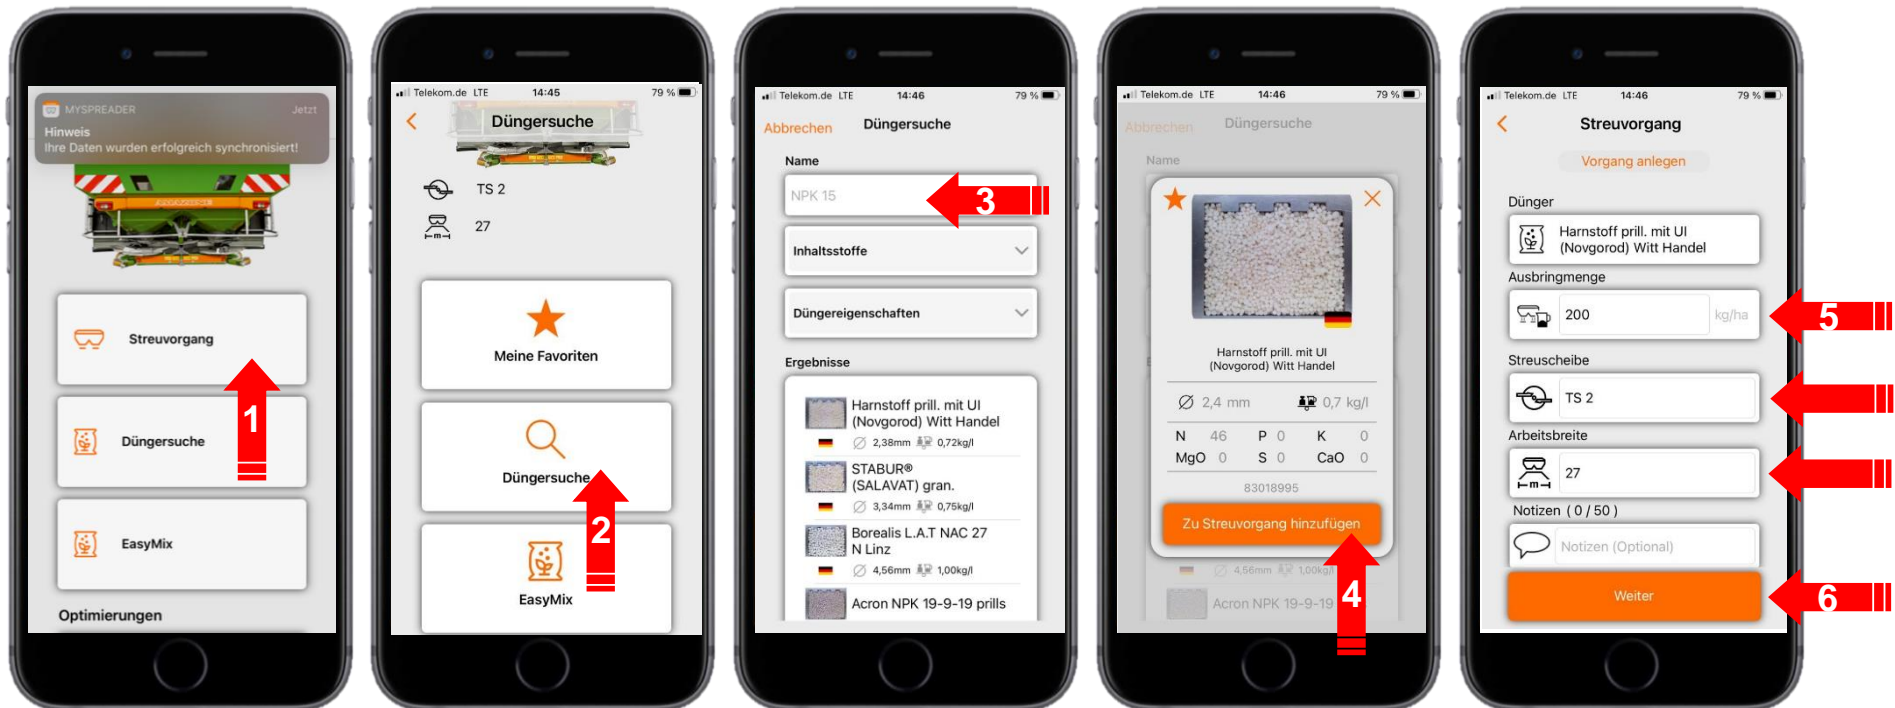 MYSPREADER
Jetzt
Hinweis
Ihre Daten wurden erfolgreich synchronisiert!
AMAZONE
Streuvorgang
1
Düngersuche
EasyMix
Optimierungen
Telekom.de LTE 14:45 79 %
Düngersuche
TS 2
m
27
Meine Favoriten
Düngersuche
2
EasyMix
Telekom.de LTE 14:46 79 %
Abbrechen Düngersuche
Name
NPK 15
3
Inhaltsstoffe
Düngereigenschaften
Ergebnisse
Harnstoff prill. mit UI
(Novgorod) Witt Handel
2,38mm 0,72kg/l
STABUR®
(SALAVAT) gran.
3,34mm 0,75kg/l
Borealis L.A.T NAC 27
N Linz
4,56mm 1,00kg/l
Acron NPK 19-9-19 prills
Telekom.de LTE 14:46 79 %
Abbrechen Düngersuche
Name
Harnstoff prill. mit UI
(Novgorod) Witt Handel
2,4 mm 0,7 kg/l
N 46 P 0 K 0
MgO 0 S 0 CaO 0
83018995
Zu Streuvorgang hinzufügen
4,56mm 1,00kg/l
Acron NPK 19-9-19
4
Telekom.de LTE 14:46 79 %
Streuvorgang
Vorgang anlegen
Dünger
Harnstoff prill. mit UI
(Novgorod) Witt Handel
Ausbringmenge
200 kg/ha
5
Streuscheibe
TS 2
Arbeitsbreite
m
27
Notizen ( 0 / 50 )
Notizen (Optional)
Weiter
6